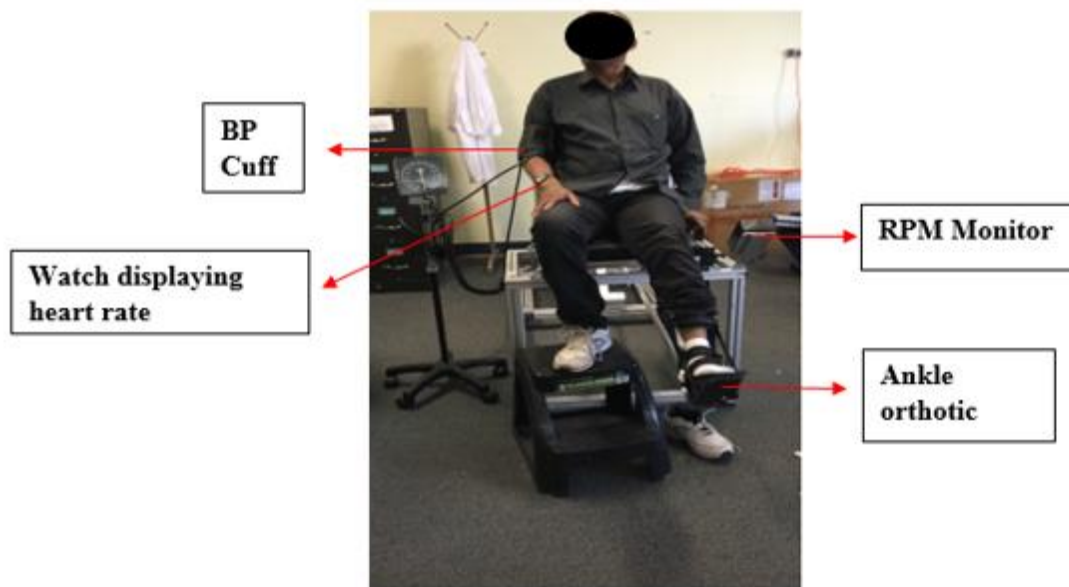 BP
Cuff
Watch displaying
heart rate
RPM Monitor
Ankle
orthotic